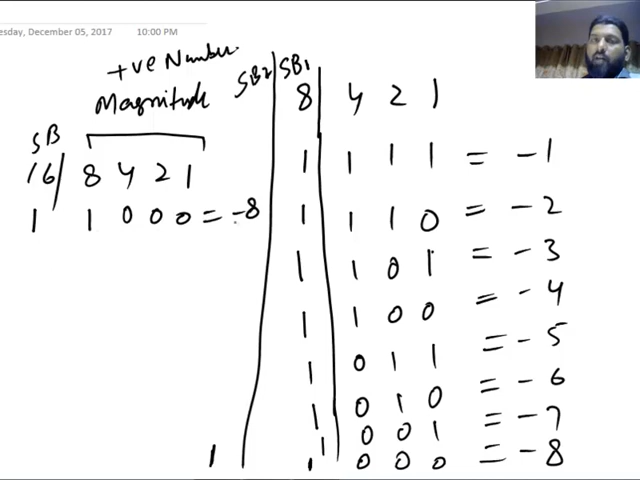 esday, December 05, 2017 10:00 PM
+ve Number
Magnitude
SB
16 8 4 2 1
1 1 0 0 0 = -8
SB2 SB1
8 4 2 1
1 1 1 1 = -1
1 1 1 0 = -2
1 1 0 1 = -3
1 1 0 0 = -4
1 0 1 1 = -5
1 0 1 0 = -6
1 0 0 1 = -7
1 1 0 0 0 = -8